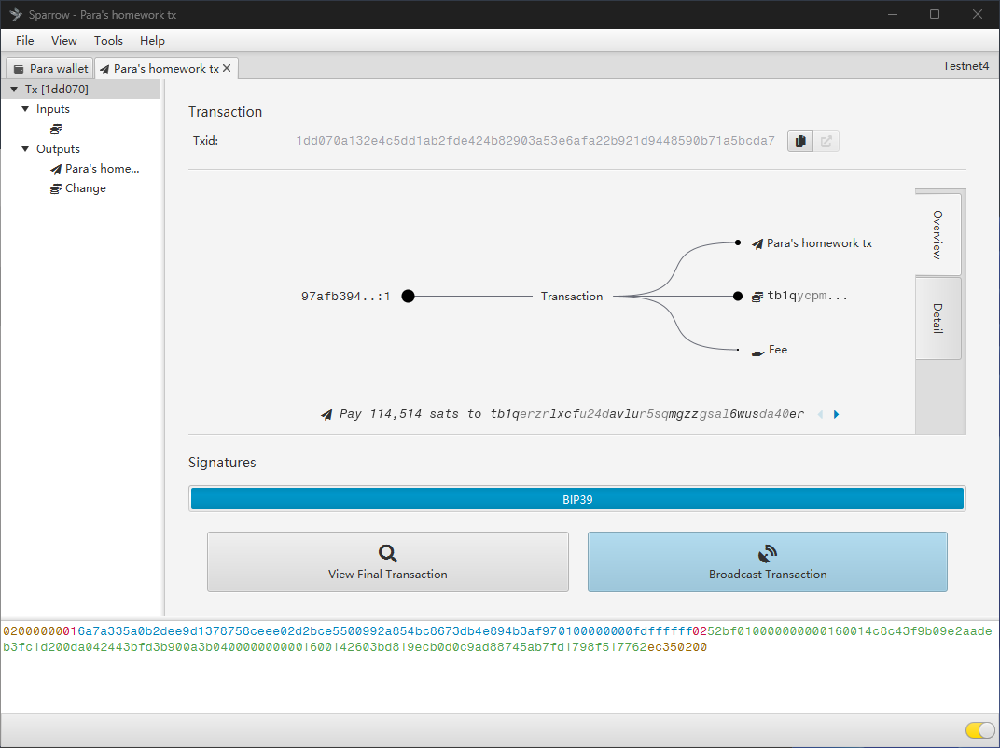 Sparrow - Para's homework tx
File View Tools Help
Para wallet Para's homework tx Testnet4
Tx [1dd070]
Inputs
Outputs
Para's home...
Change
Transaction
Txid: 1dd070a132e4c5dd1ab2fde424b82903a53e6afa22b921d9448590b71a5bcda7
Overview
Detail
Para's homework tx
97afb394..:1 Transaction tb1qycpm...
Fee
Pay 114,514 sats to tb1qerzrlxcfu24davlur5sqmgzzgsal6wusda40er
Signatures
BIP39
View Final Transaction
Broadcast Transaction
02000000016a7a335a0b2dee9d1378758ceee02d2bce5500992a854bc8673db4e894b3af970100000000fdffffff0252bf010000000000160014c8c43f9b09e2aade
b3fc1d200da042443bfd3b900a3b0400000000001600142603bd819ecb0d0c9ad88745ab7fd1798f517762ec350200